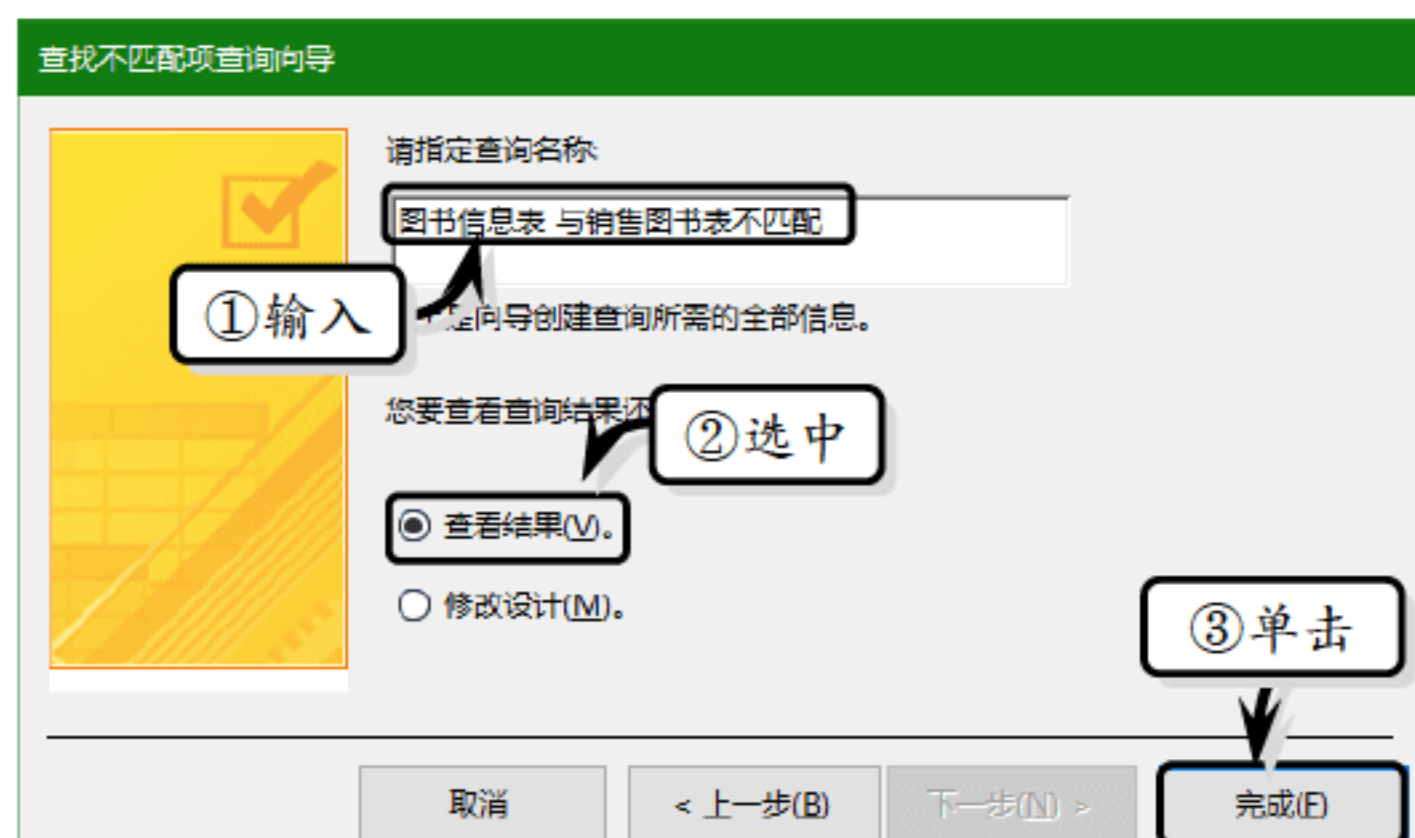 查找不匹配项查询向导
请指定查询名称:
图书信息表 与销售图书表不匹配
①输入
向导创建查询所需的全部信息。
您要查看查询结果
②选中
查看结果(V)。
修改设计(M)。
③单击
取消
< 上一步(B)
下一步(N) >
完成(F)